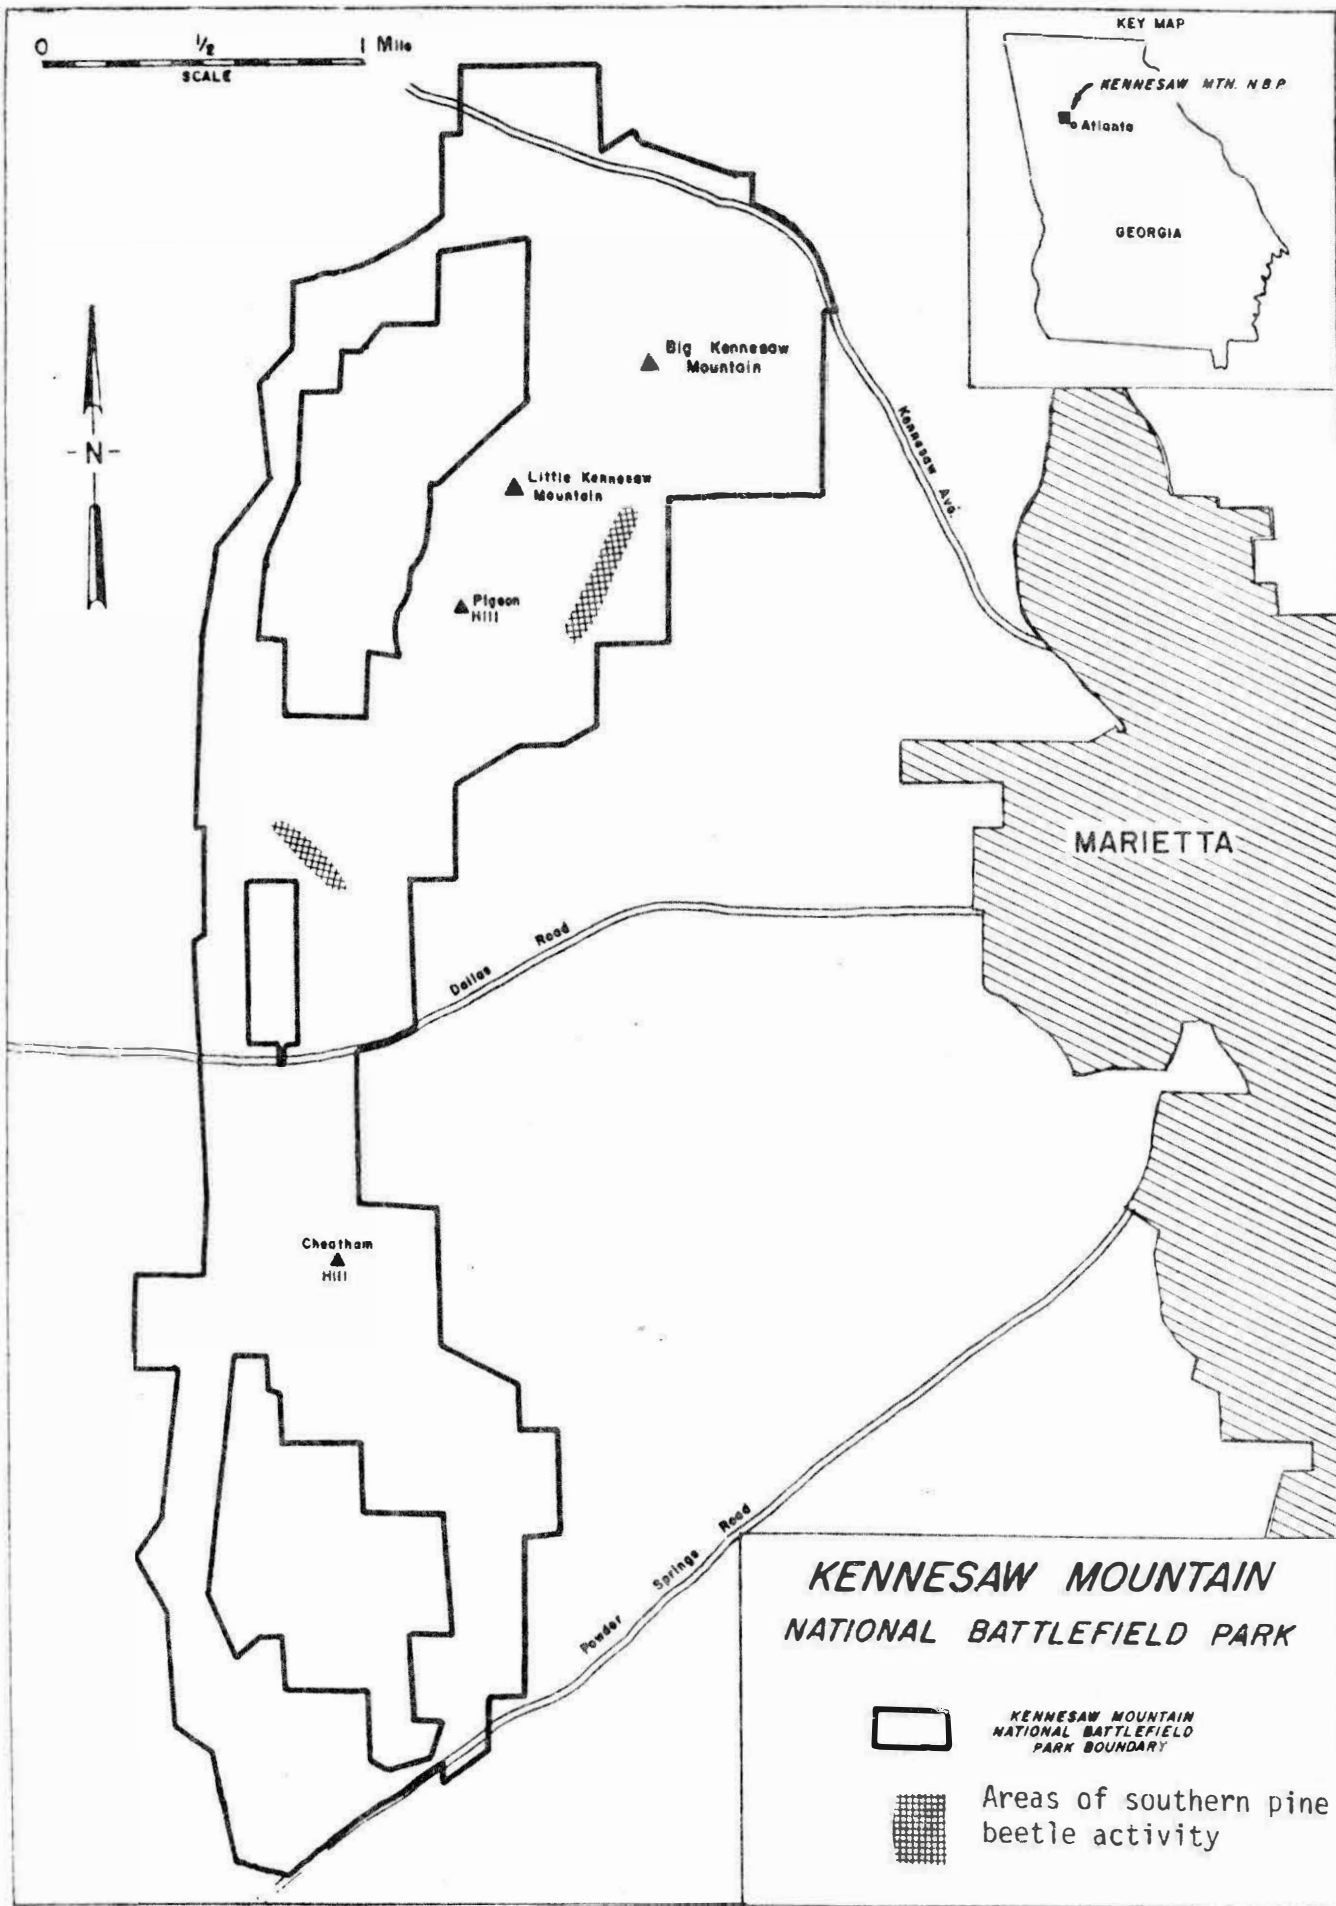 0 1/2 1 Mile
SCALE
KEY MAP
KENNESAW MTN. N.B.P.
Atlanta
GEORGIA
Big Kennesaw
Mountain
Kennesaw Ave.
-N-
Little Kennesaw
Mountain
Pigeon
Hill
MARIETTA
Dallas Road
Cheatham
Hill
Powder Springs Road
KENNESAW MOUNTAIN
NATIONAL BATTLEFIELD PARK
KENNESAW MOUNTAIN
NATIONAL BATTLEFIELD
PARK BOUNDARY
Areas of southern pine
beetle activity